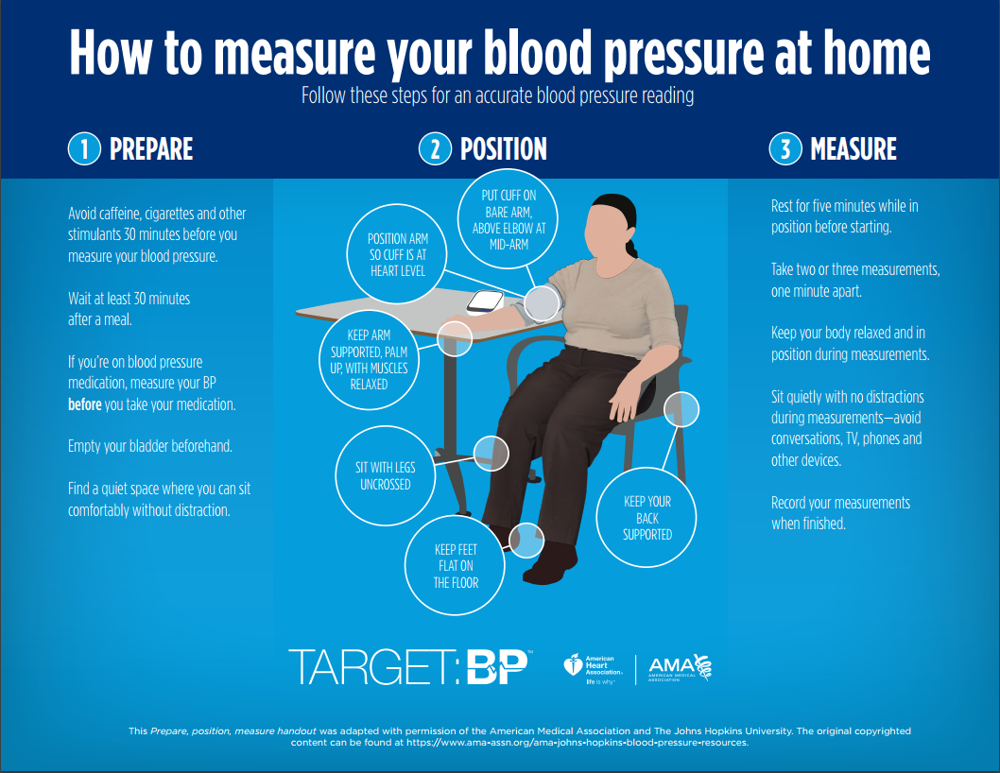 How to measure your blood pressure at home
Follow these steps for an accurate blood pressure reading
1 PREPARE
Avoid caffeine, cigarettes and other
stimulants 30 minutes before you
measure your blood pressure.
Wait at least 30 minutes
after a meal.
If you're on blood pressure
medication, measure your BP
before you take your medication.
Empty your bladder beforehand.
Find a quiet space where you can sit
comfortably without distraction.
2 POSITION
PUT CUFF ON
BARE ARM,
ABOVE ELBOW AT
MID-ARM
POSITION ARM
SO CUFF IS AT
HEART LEVEL
KEEP ARM
SUPPORTED, PALM
UP, WITH MUSCLES
RELAXED
SIT WITH LEGS
UNCROSSED
KEEP YOUR
BACK
SUPPORTED
KEEP FEET
FLAT ON
THE FLOOR
3 MEASURE
Rest for five minutes while in
position before starting.
Take two or three measurements,
one minute apart.
Keep your body relaxed and in
position during measurements.
Sit quietly with no distractions
during measurements—avoid
conversations, TV, phones and
other devices.
Record your measurements
when finished.
TARGET:BP™
American
Heart
Association®
life is why®
AMA
AMERICAN MEDICAL
ASSOCIATION
This Prepare, position, measure handout was adapted with permission of the American Medical Association and The Johns Hopkins University. The original copyrighted
content can be found at https://www.ama-assn.org/ama-johns-hopkins-blood-pressure-resources.